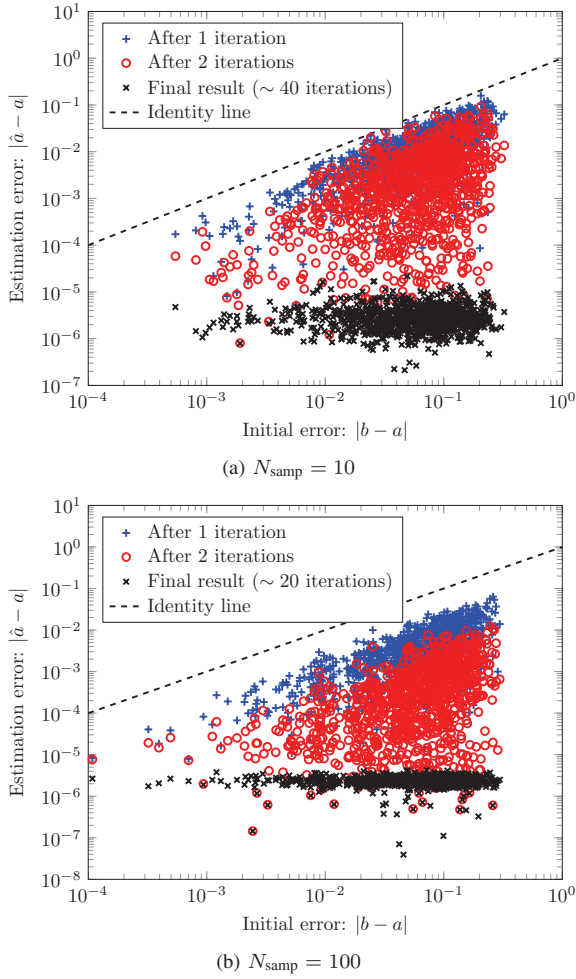 10^1
10^0
10^-1
10^-2
10^-3
10^-4
10^-5
10^-6
10^-7
Estimation error: |â − a|
After 1 iteration
After 2 iterations
Final result (∼ 40 iterations)
Identity line
10^-4 10^-3 10^-2 10^-1 10^0
Initial error: |b − a|
(a) N_samp = 10
10^1
10^0
10^-1
10^-2
10^-3
10^-4
10^-5
10^-6
10^-7
10^-8
Estimation error: |â − a|
After 1 iteration
After 2 iterations
Final result (∼ 20 iterations)
Identity line
10^-4 10^-3 10^-2 10^-1 10^0
Initial error: |b − a|
(b) N_samp = 100